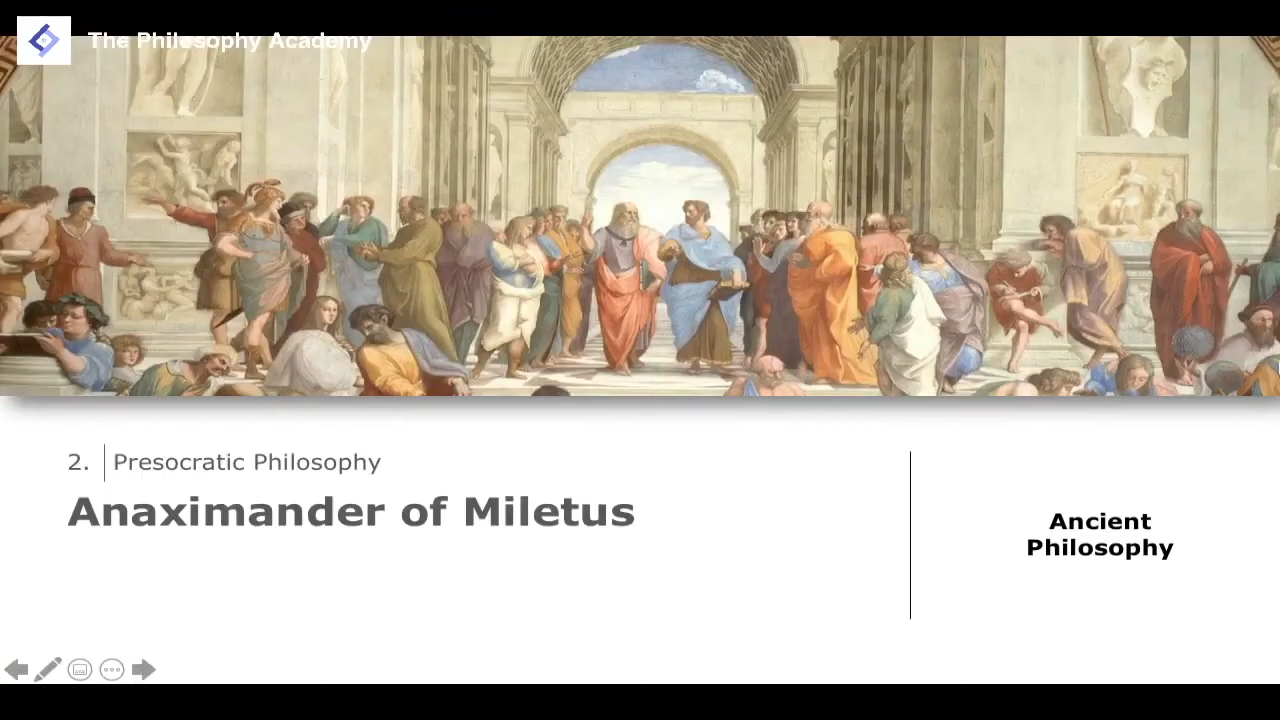 The Philosophy Academy
2. Presocratic Philosophy
Anaximander of Miletus
Ancient
Philosophy